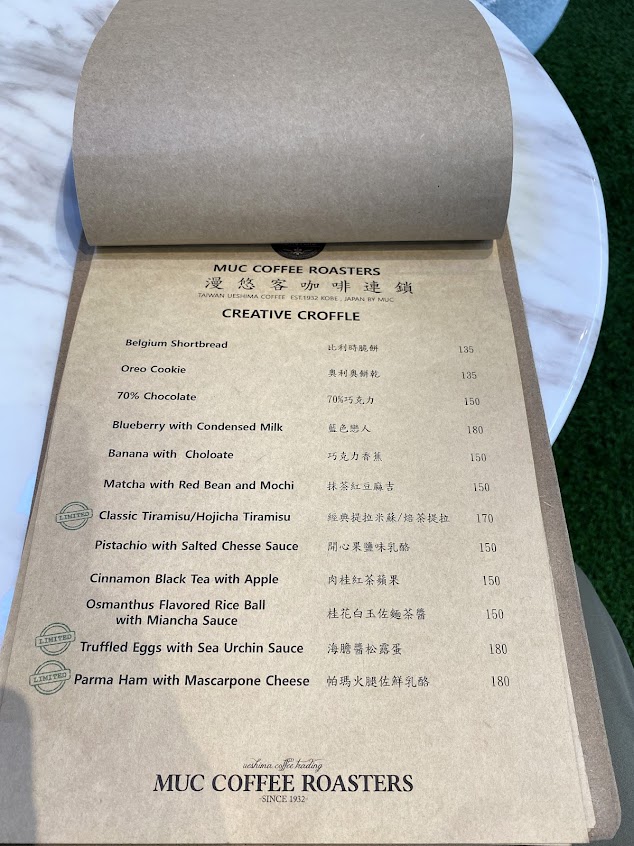 MUC COFFEE ROASTERS
漫悠客咖啡連鎖
TAIWAN UESHIMA COFFEE EST.1932 KOBE , JAPAN BY MUC
CREATIVE CROFFLE
Belgium Shortbread 比利時脆餅 135
Oreo Cookie 奧利奧餅乾 135
70% Chocolate 70%巧克力 150
Blueberry with Condensed Milk 藍色戀人 180
Banana with Choloate 巧克力香蕉 150
Matcha with Red Bean and Mochi 抹茶紅豆麻吉 150
LIMITED Classic Tiramisu/Hojicha Tiramisu 經典提拉米蘇/焙茶提拉 170
Pistachio with Salted Chesse Sauce 開心果鹽味乳酪 150
Cinnamon Black Tea with Apple 肉桂紅茶蘋果 150
Osmanthus Flavored Rice Ball
with Miancha Sauce 桂花白玉佐麵茶醬 150
LIMITED Truffled Eggs with Sea Urchin Sauce 海膽醬松露蛋 180
LIMITED Parma Ham with Mascarpone Cheese 帕瑪火腿佐鮮乳酪 180
ueshima coffee trading
MUC COFFEE ROASTERS
·SINCE 1932·